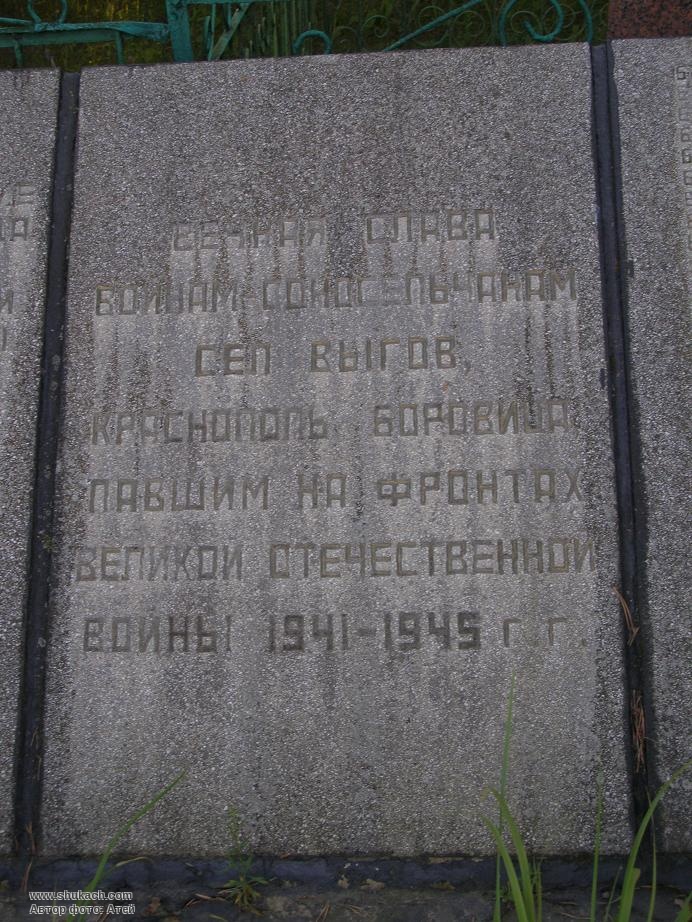 ВЕЧНАЯ СЛАВА
ВОИНАМ-СОНОСЕЛЬЧАНАМ
СЕЛ ВЫГОВ,
КРАСНОПОЛЬ, БОРОВИЦА,
ПАВШИМ НА ФРОНТАХ
ВЕЛИКОЙ ОТЕЧЕСТВЕННОЙ
ВОЙНЫ 1941-1945 г.г.
www.shukach.com
Автор фото: Атей